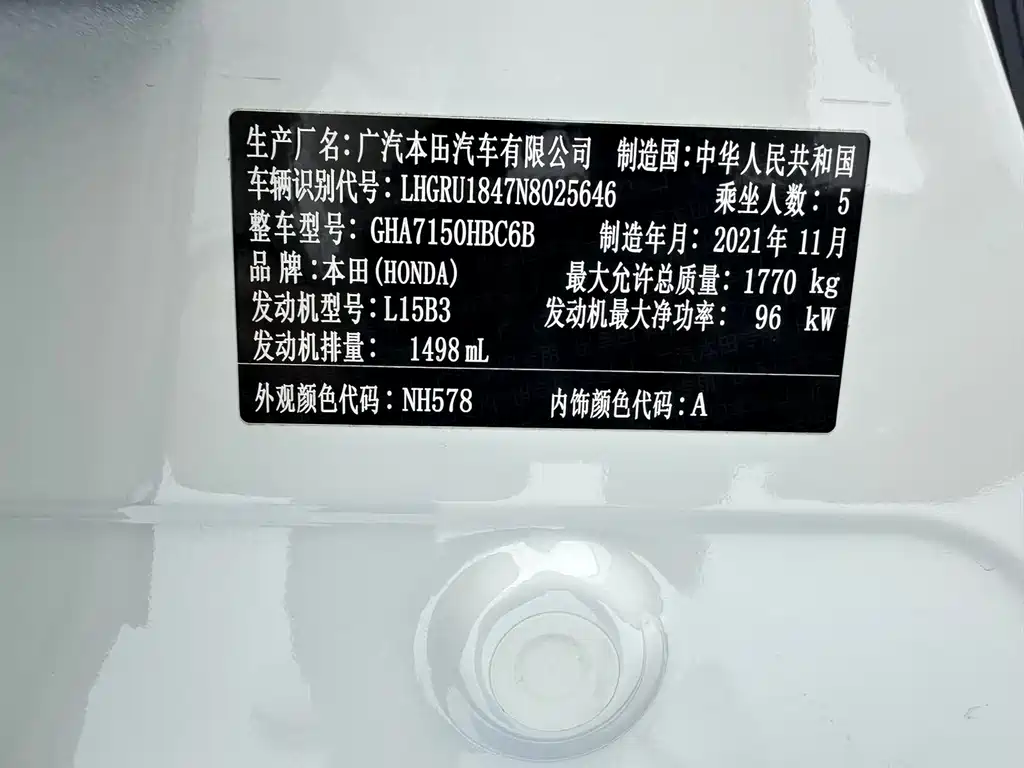 生产厂名:广汽本田汽车有限公司 制造国:中华人民共和国
车辆识别代号:LHGRU1847N8025646 乘坐人数:5
整车型号:GHA7150HBC6B 制造年月:2021年11月
品牌:本田(HONDA) 最大允许总质量:1770 kg
发动机型号:L15B3 发动机最大净功率: 96 kW
发动机排量: 1498mL
外观颜色代码:NH578 内饰颜色代码:A